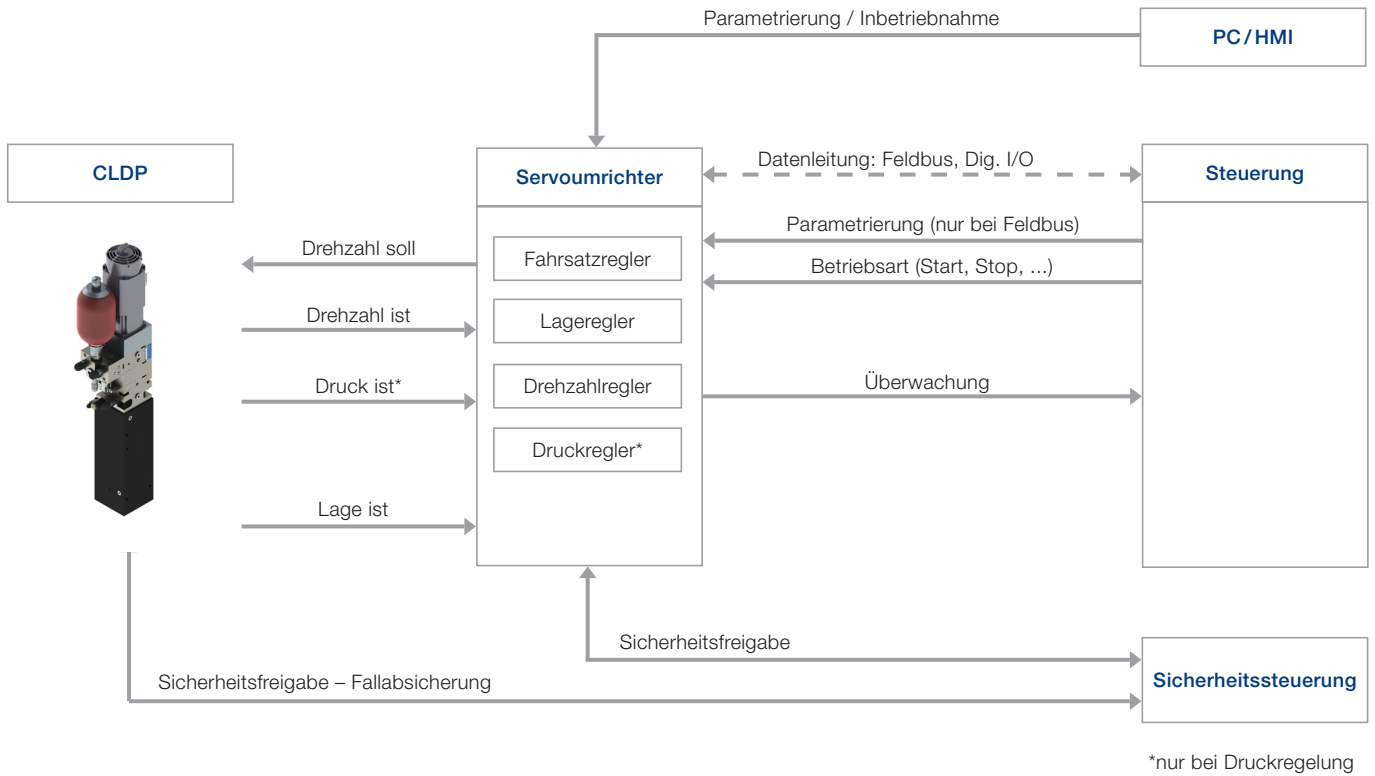 Parametrierung / Inbetriebnahme
PC / HMI
CLDP
Servoumrichter
Datenleitung: Feldbus, Dig. I/O
Steuerung
Drehzahl soll
Fahrsatzregler
Parametrierung (nur bei Feldbus)
Betriebsart (Start, Stop, ...)
Drehzahl ist
Lageregler
Druck ist*
Drehzahlregler
Überwachung
Druckregler*
Lage ist
Sicherheitsfreigabe
Sicherheitsfreigabe – Fallabsicherung
Sicherheitssteuerung
*nur bei Druckregelung